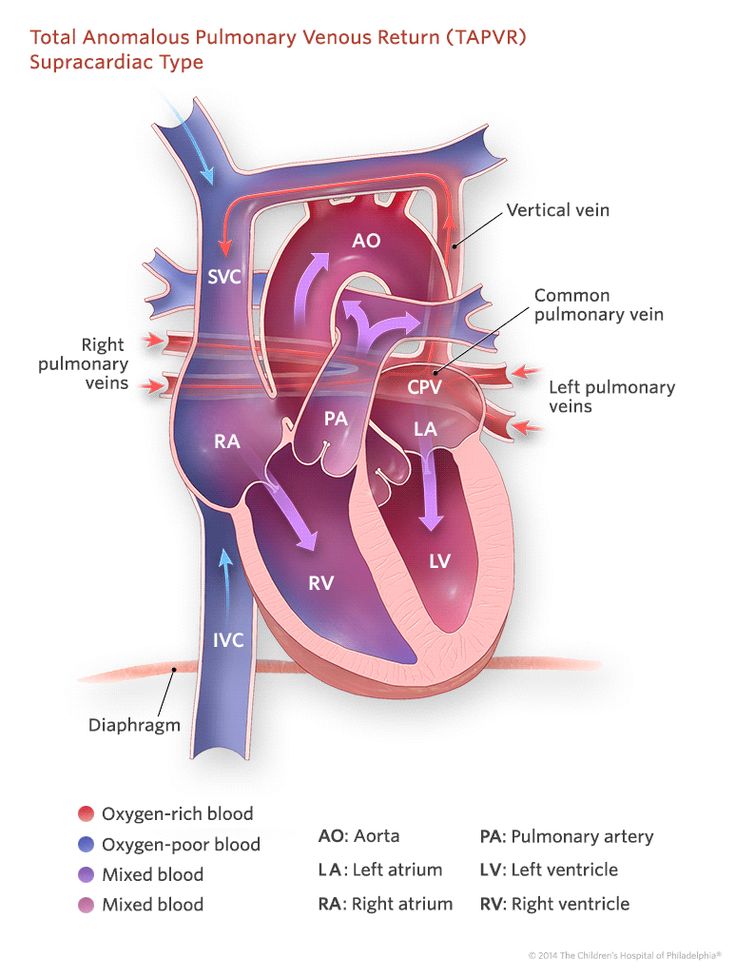 Total Anomalous Pulmonary Venous Return (TAPVR)
Supracardiac Type
Vertical vein
AO
SVC
Common
pulmonary vein
Right
pulmonary
veins
CPV
Left pulmonary
veins
PA
LA
RA
LV
RV
IVC
Diaphragm
Oxygen-rich blood
Oxygen-poor blood
Mixed blood
Mixed blood
AO: Aorta
LA: Left atrium
RA: Right atrium
PA: Pulmonary artery
LV: Left ventricle
RV: Right ventricle
© 2014 The Children's Hospital of Philadelphia®